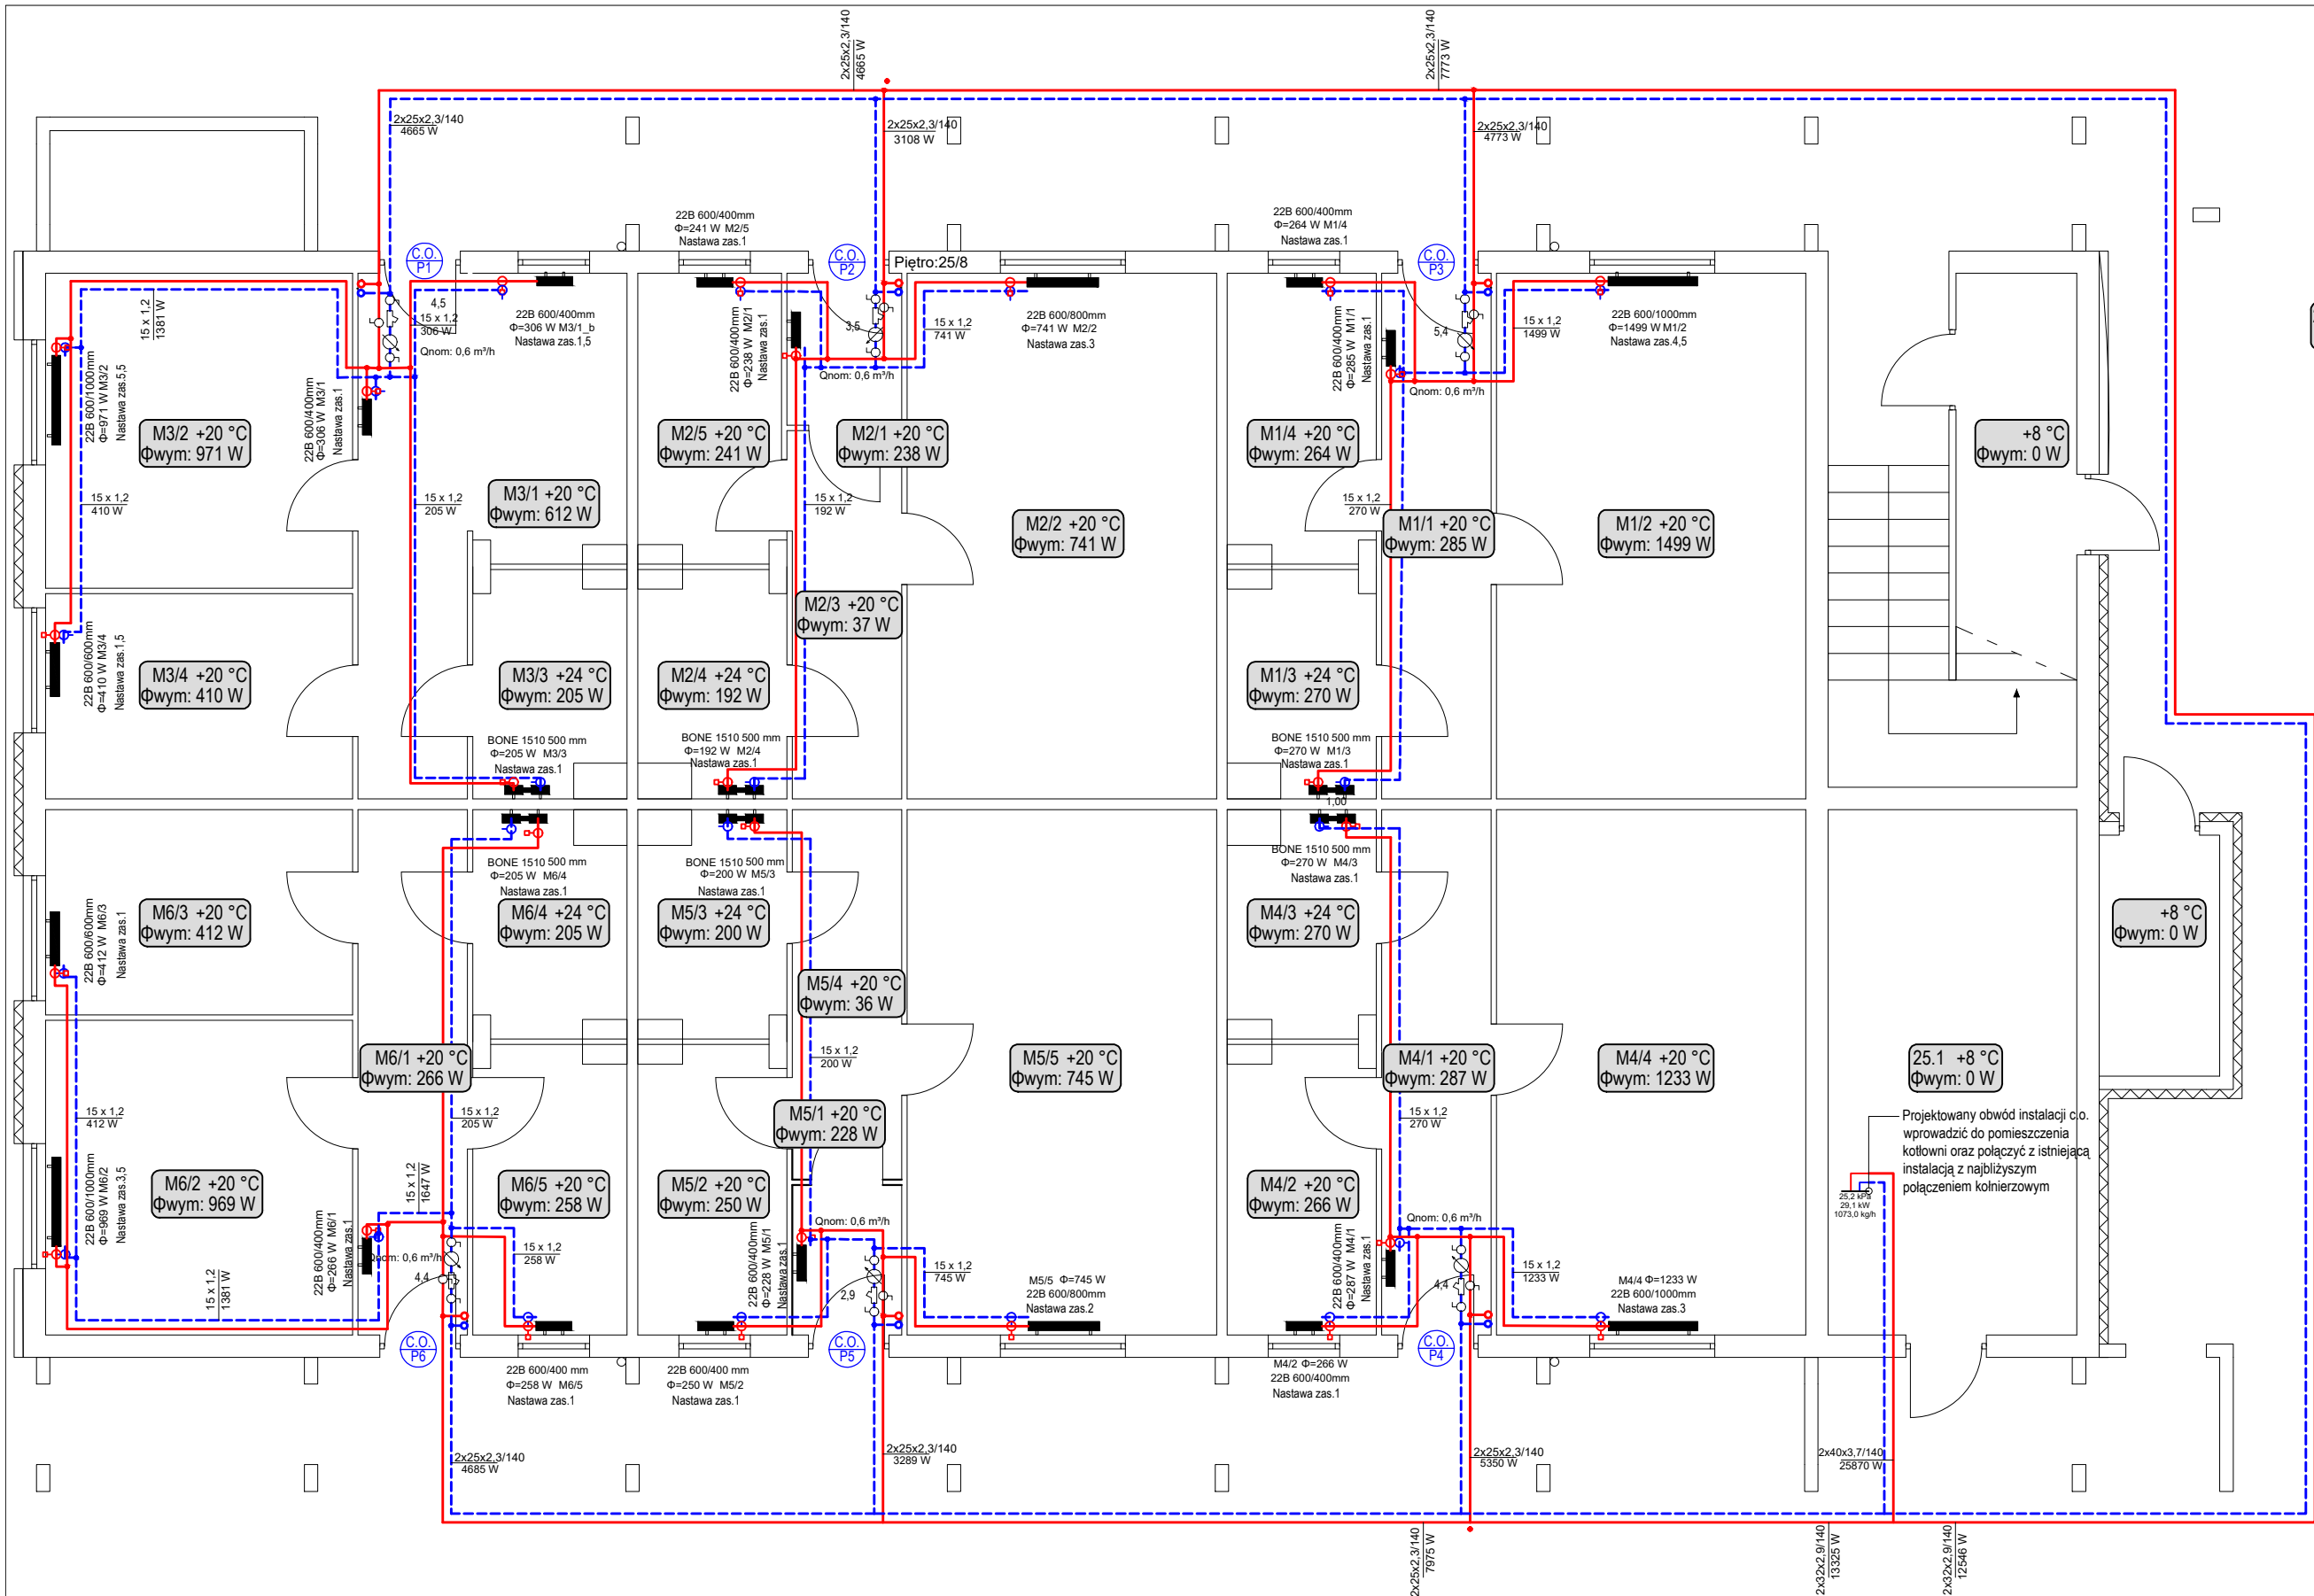 2x25x2,3/140
4665 W
2x25x2,3/140
7773 W
2x25x2,3/140
4665 W
2x25x2,3/140
3108 W
2x25x2,3/140
4773 W
C.O.
P1
22B 600/400mm
Φ=241 W M2/5
Nastawa zas.1
C.O.
P2
Piętro:25/8
22B 600/400mm
Φ=264 W M1/4
Nastawa zas.1
C.O.
P3
15 x 1,2
1381 W
4,5
15 x 1,2
306 W
Qnom: 0,6 m³/h
22B 600/400mm
Φ=306 W M3/1_b
Nastawa zas.1,5
22B 600/400mm
Φ=238 W M2/1
Nastawa zas.1
3,5
Qnom: 0,6 m³/h
15 x 1,2
741 W
22B 600/800mm
Φ=741 W M2/2
Nastawa zas.3
22B 600/400mm
Φ=285 W M1/1
Nastawa zas.1
5,4
Qnom: 0,6 m³/h
15 x 1,2
1499 W
22B 600/1000mm
Φ=1499 W M1/2
Nastawa zas.4,5
22B 600/1000mm
Φ=971 W M3/2
Nastawa zas.5,5
22B 600/400mm
Φ=306 W M3/1
Nastawa zas.1
M3/2 +20 °C
Φwym: 971 W
M2/5 +20 °C
Φwym: 241 W
M2/1 +20 °C
Φwym: 238 W
M1/4 +20 °C
Φwym: 264 W
+8 °C
Φwym: 0 W
15 x 1,2
410 W
15 x 1,2
205 W
M3/1 +20 °C
Φwym: 612 W
15 x 1,2
192 W
M2/2 +20 °C
Φwym: 741 W
15 x 1,2
270 W
M1/1 +20 °C
Φwym: 285 W
M1/2 +20 °C
Φwym: 1499 W
M2/3 +20 °C
Φwym: 37 W
22B 600/600mm
Φ=410 W M3/4
Nastawa zas.1,5
M3/4 +20 °C
Φwym: 410 W
M3/3 +24 °C
Φwym: 205 W
M2/4 +24 °C
Φwym: 192 W
M1/3 +24 °C
Φwym: 270 W
BONE 1510 500 mm
Φ=205 W M3/3
Nastawa zas.1
BONE 1510 500 mm
Φ=192 W M2/4
Nastawa zas.1
BONE 1510 500 mm
Φ=270 W M1/3
Nastawa zas.1
1,00
BONE 1510 500 mm
Φ=205 W M6/4
Nastawa zas.1
BONE 1510 500 mm
Φ=200 W M5/3
Nastawa zas.1
BONE 1510 500 mm
Φ=270 W M4/3
Nastawa zas.1
22B 600/600mm
Φ=412 W M6/3
Nastawa zas.1
M6/3 +20 °C
Φwym: 412 W
M6/4 +24 °C
Φwym: 205 W
M5/3 +24 °C
Φwym: 200 W
M4/3 +24 °C
Φwym: 270 W
+8 °C
Φwym: 0 W
M5/4 +20 °C
Φwym: 36 W
M6/1 +20 °C
Φwym: 266 W
15 x 1,2
200 W
M5/5 +20 °C
Φwym: 745 W
M4/1 +20 °C
Φwym: 287 W
M4/4 +20 °C
Φwym: 1233 W
25.1 +8 °C
Φwym: 0 W
15 x 1,2
412 W
15 x 1,2
205 W
M5/1 +20 °C
Φwym: 228 W
15 x 1,2
270 W
Projektowany obwód instalacji c.o.
wprowadzić do pomieszczenia
kotłowni oraz połączyć z istniejącą
instalacją z najbliższym
połączeniem kołnierzowym
25,2 kPa
29,1 kW
1073,0 kg/h
22B 600/1000mm
Φ=969 W M6/2
Nastawa zas.3,5
M6/2 +20 °C
Φwym: 969 W
15 x 1,2
1647 W
M6/5 +20 °C
Φwym: 258 W
M5/2 +20 °C
Φwym: 250 W
M4/2 +20 °C
Φwym: 266 W
15 x 1,2
1381 W
22B 600/400mm
Φ=266 W M6/1
Nastawa zas.1
Qnom: 0,6 m³/h
4,4
15 x 1,2
258 W
22B 600/400mm
Φ=228 W M5/1
Nastawa zas.1
Qnom: 0,6 m³/h
2,9
15 x 1,2
745 W
M5/5 Φ=745 W
22B 600/800mm
Nastawa zas.2
22B 600/400mm
Φ=287 W M4/1
Nastawa zas.1
Qnom: 0,6 m³/h
4,4
15 x 1,2
1233 W
M4/4 Φ=1233 W
22B 600/1000mm
Nastawa zas.3
C.O.
P6
22B 600/400 mm
Φ=258 W M6/5
Nastawa zas.1
22B 600/400 mm
Φ=250 W M5/2
Nastawa zas.1
C.O.
P5
M4/2 Φ=266 W
22B 600/400mm
Nastawa zas.1
C.O.
P4
2x25x2,3/140
4685 W
2x25x2,3/140
3289 W
2x25x2,3/140
5350 W
2x40x3,7/140
25870 W
2x25x2,3/140
7975 W
2x32x2,9/140
13325 W
2x32x2,9/140
12546 W